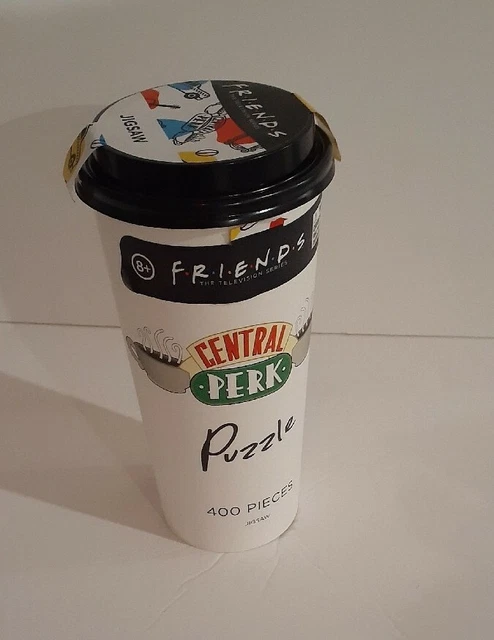 FRIENDS
JIGSAW
8+
F·R·I·E·N·D·S
THE TELEVISION SERIES
CENTRAL
·PERK·
Puzzle
400 PIECES
JIGSAW